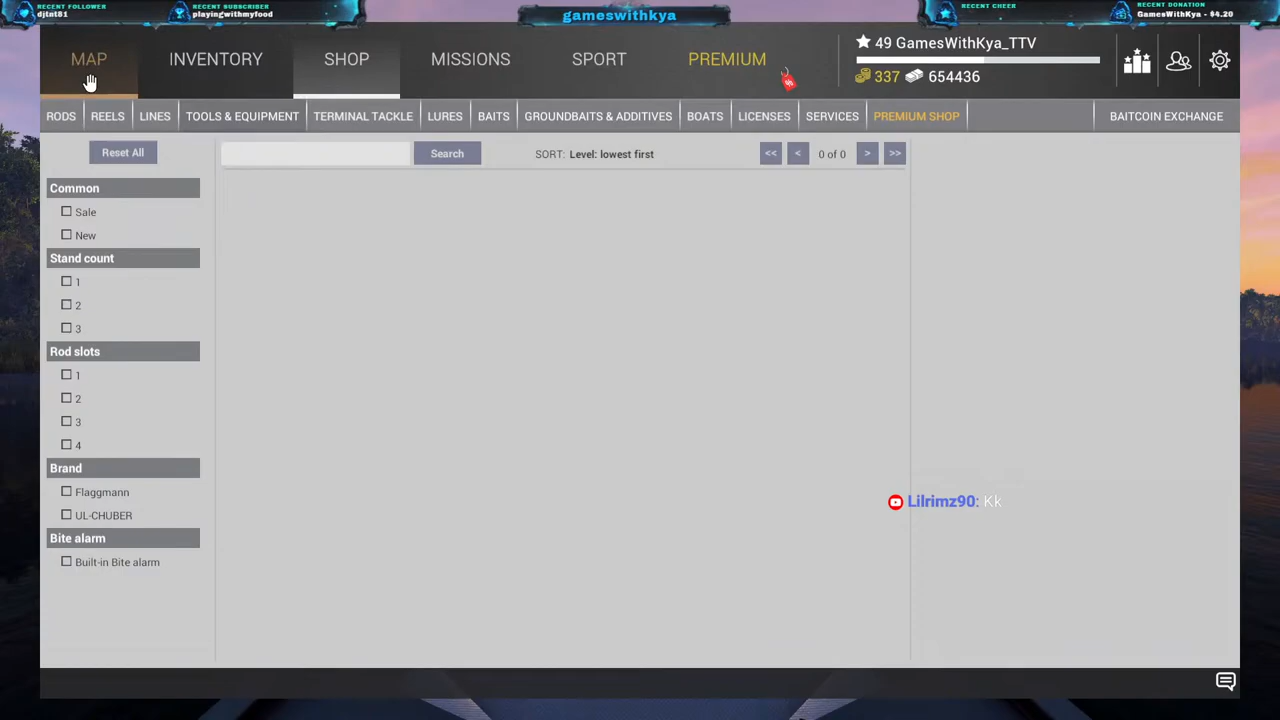 RECENT FOLLOWER
djtnt81
RECENT SUBSCRIBER
playingwithmyfood
gameswithkya
RECENT CHEER
RECENT DONATION
GamesWithKya - $4.20
MAP
INVENTORY
SHOP
MISSIONS
SPORT
PREMIUM
%
49 GamesWithKya_TTV
337 654436
RODS
REELS
LINES
TOOLS & EQUIPMENT
TERMINAL TACKLE
LURES
BAITS
GROUNDBAITS & ADDITIVES
BOATS
LICENSES
SERVICES
PREMIUM SHOP
BAITCOIN EXCHANGE
Reset All
Search
SORT: Level: lowest first
<< < 0 of 0 > >>
Common
Sale
New
Stand count
1
2
3
Rod slots
1
2
3
4
Brand
Flaggmann
UL-CHUBER
Bite alarm
Built-in Bite alarm
Lilrimz90: Kk